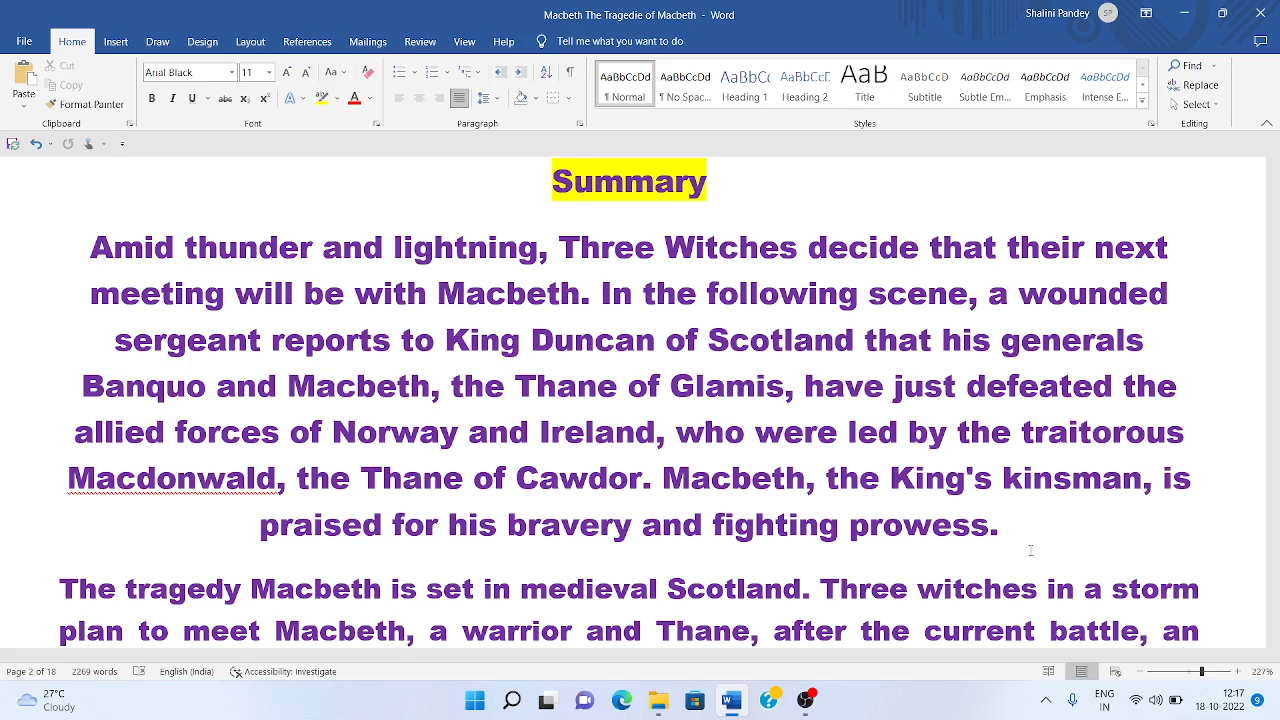 Macbeth The Tragedie of Macbeth - Word
Shalini Pandey
SP
File Home Insert Draw Design Layout References Mailings Review View Help Tell me what you want to do
Paste
Cut
Copy
Format Painter
Clipboard
Arial Black 11
Aa
B I U abc x₂ x²
A A
Font
Paragraph
AaBbCcDd AaBbCcDd AaBbCc AaBbCcE AaB AaBbCcD AaBbCcDd AaBbCcDd AaBbCcDd
¶ Normal ¶ No Spac... Heading 1 Heading 2 Title Subtitle Subtle Em... Emphasis Intense E...
Styles
Find
Replace
Select
Editing
Summary
Amid thunder and lightning, Three Witches decide that their next
meeting will be with Macbeth. In the following scene, a wounded
sergeant reports to King Duncan of Scotland that his generals
Banquo and Macbeth, the Thane of Glamis, have just defeated the
allied forces of Norway and Ireland, who were led by the traitorous
Macdonwald, the Thane of Cawdor. Macbeth, the King's kinsman, is
praised for his bravery and fighting prowess.
The tragedy Macbeth is set in medieval Scotland. Three witches in a storm
plan to meet Macbeth, a warrior and Thane, after the current battle, an
Page 2 of 18 2269 words English (India) Accessibility: Investigate 227%
27°C
Cloudy
ENG
IN
12:17
18-10-2022
9